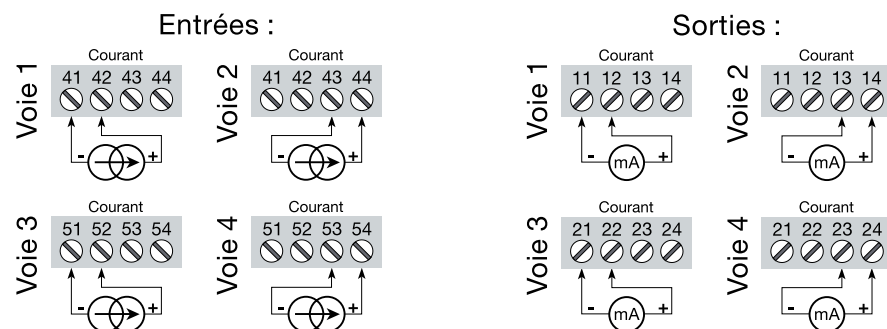 Entrées :
Voie 1
Courant
41 42 43 44
- +
Voie 2
Courant
41 42 43 44
- +
Voie 3
Courant
51 52 53 54
- +
Voie 4
Courant
51 52 53 54
- +
Sorties :
Voie 1
Courant
11 12 13 14
- mA +
Voie 2
Courant
11 12 13 14
- mA +
Voie 3
Courant
21 22 23 24
- mA +
Voie 4
Courant
21 22 23 24
- mA +